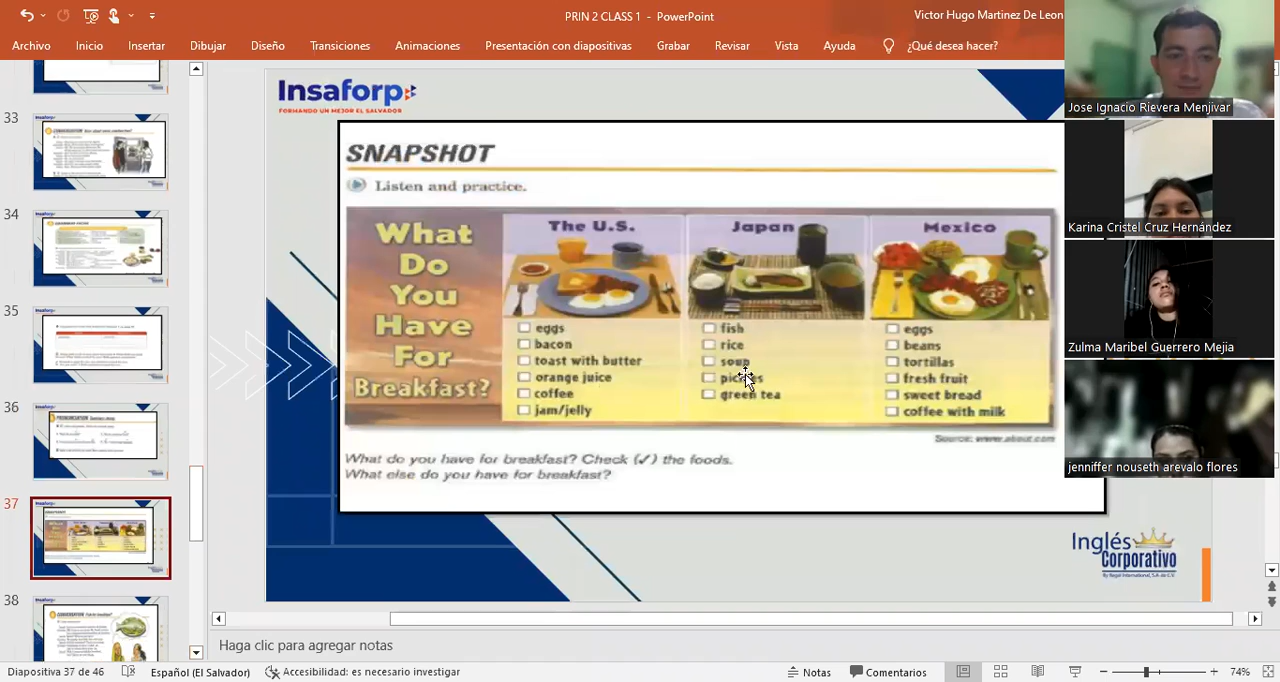 PRIN 2 CLASS 1 - PowerPoint
Victor Hugo Martinez De Leon
Archivo Inicio Insertar Dibujar Diseño Transiciones Animaciones Presentación con diapositivas Grabar Revisar Vista Ayuda ¿Qué desea hacer?
33
34
35
36
37
38
Insaforp
FORMANDO UN MEJOR EL SALVADOR
SNAPSHOT
Listen and practice.
What
Do
You
Have
For
Breakfast?
The U.S.
eggs
bacon
toast with butter
orange juice
coffee
jam/jelly
Japan
fish
rice
soup
pickles
green tea
Mexico
eggs
beans
tortillas
fresh fruit
sweet bread
coffee with milk
Source: www.about.com
What do you have for breakfast? Check (✓) the foods.
What else do you have for breakfast?
Inglés
Corporativo
By Regal International, S.A. de C.V.
Jose Ignacio Rievera Menjivar
Karina Cristel Cruz Hernández
Zulma Maribel Guerrero Mejia
jenniffer nouseth arevalo flores
Haga clic para agregar notas
Diapositiva 37 de 46 Español (El Salvador) Accesibilidad: es necesario investigar Notas Comentarios 74%